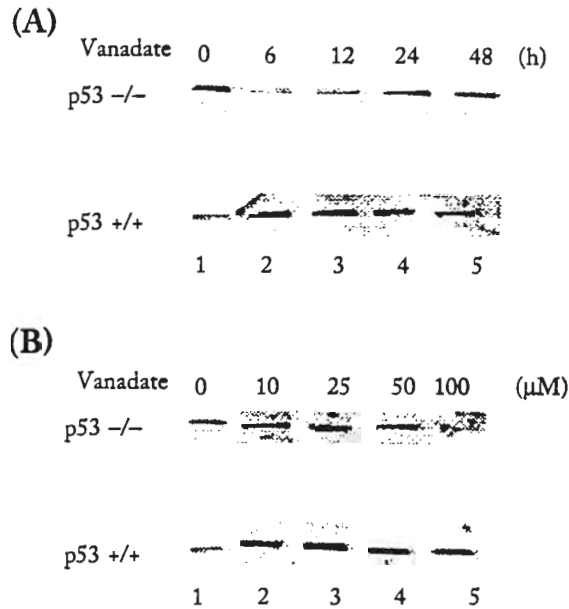 (A)
Vanadate 0 6 12 24 48 (h)
p53 –/–
p53 +/+
1 2 3 4 5
(B)
Vanadate 0 10 25 50 100 (μM)
p53 –/–
p53 +/+
1 2 3 4 5